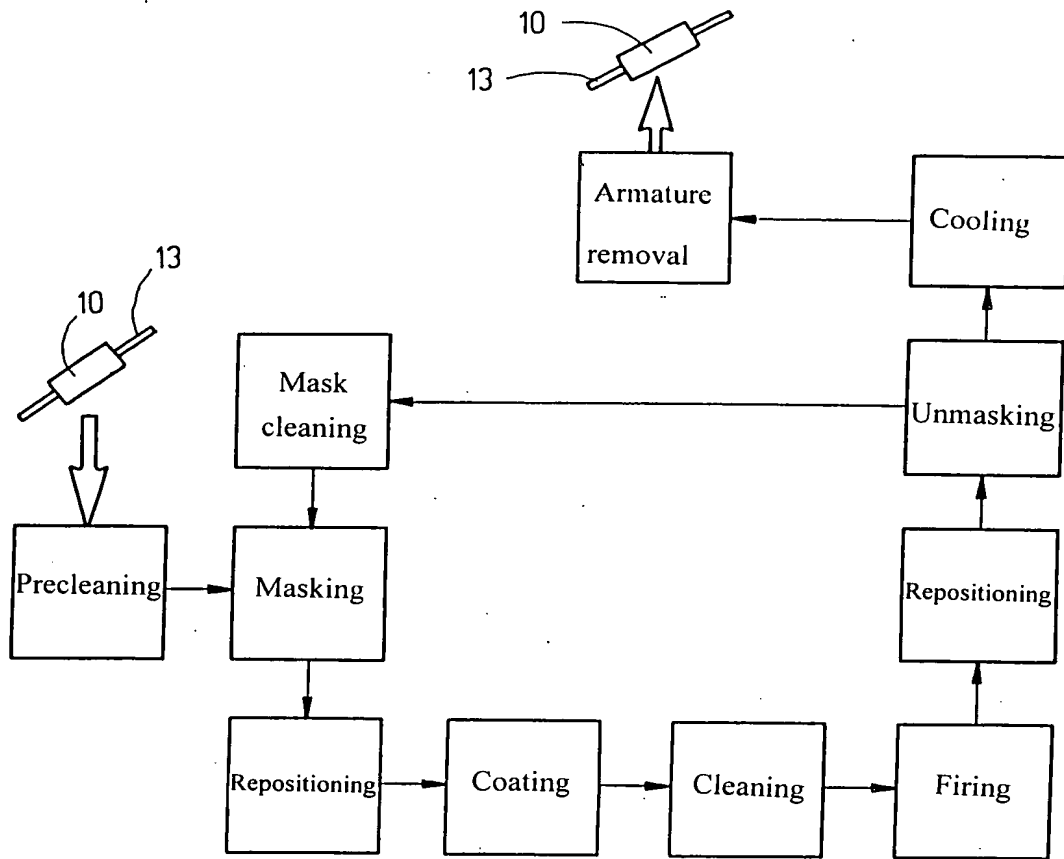 10
13
Armature
removal
Cooling
13
10
Mask
cleaning
Unmasking
Precleaning
Masking
Repositioning
Repositioning
Coating
Cleaning
Firing